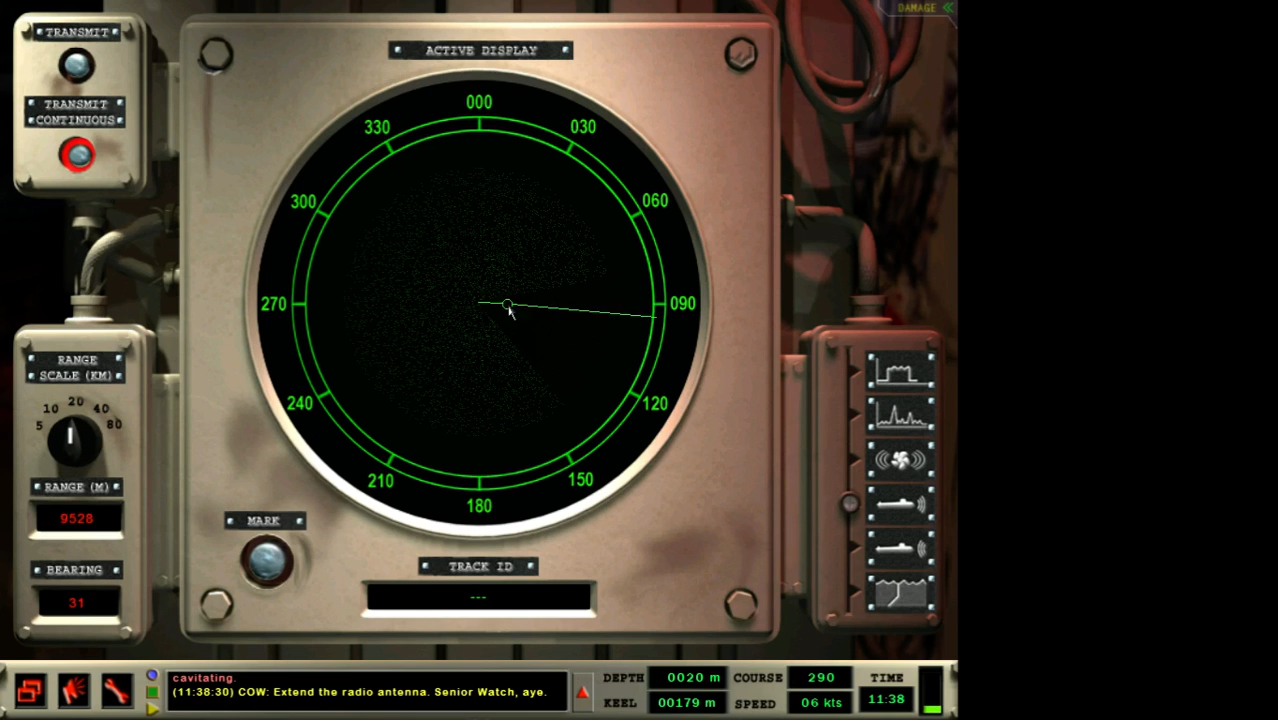 DAMAGE
TRANSMIT
TRANSMIT
CONTINUOUS
ACTIVE DISPLAY
000
030
060
090
120
150
180
210
240
270
300
330
RANGE
SCALE (KM)
5 10 20 40 80
RANGE (M)
9528
BEARING
31
MARK
TRACK ID
---
cavitating.
(11:38:30) COW: Extend the radio antenna. Senior Watch, aye.
DEPTH 0020 m COURSE 290 TIME
KEEL 00179 m SPEED 06 kts 11:38